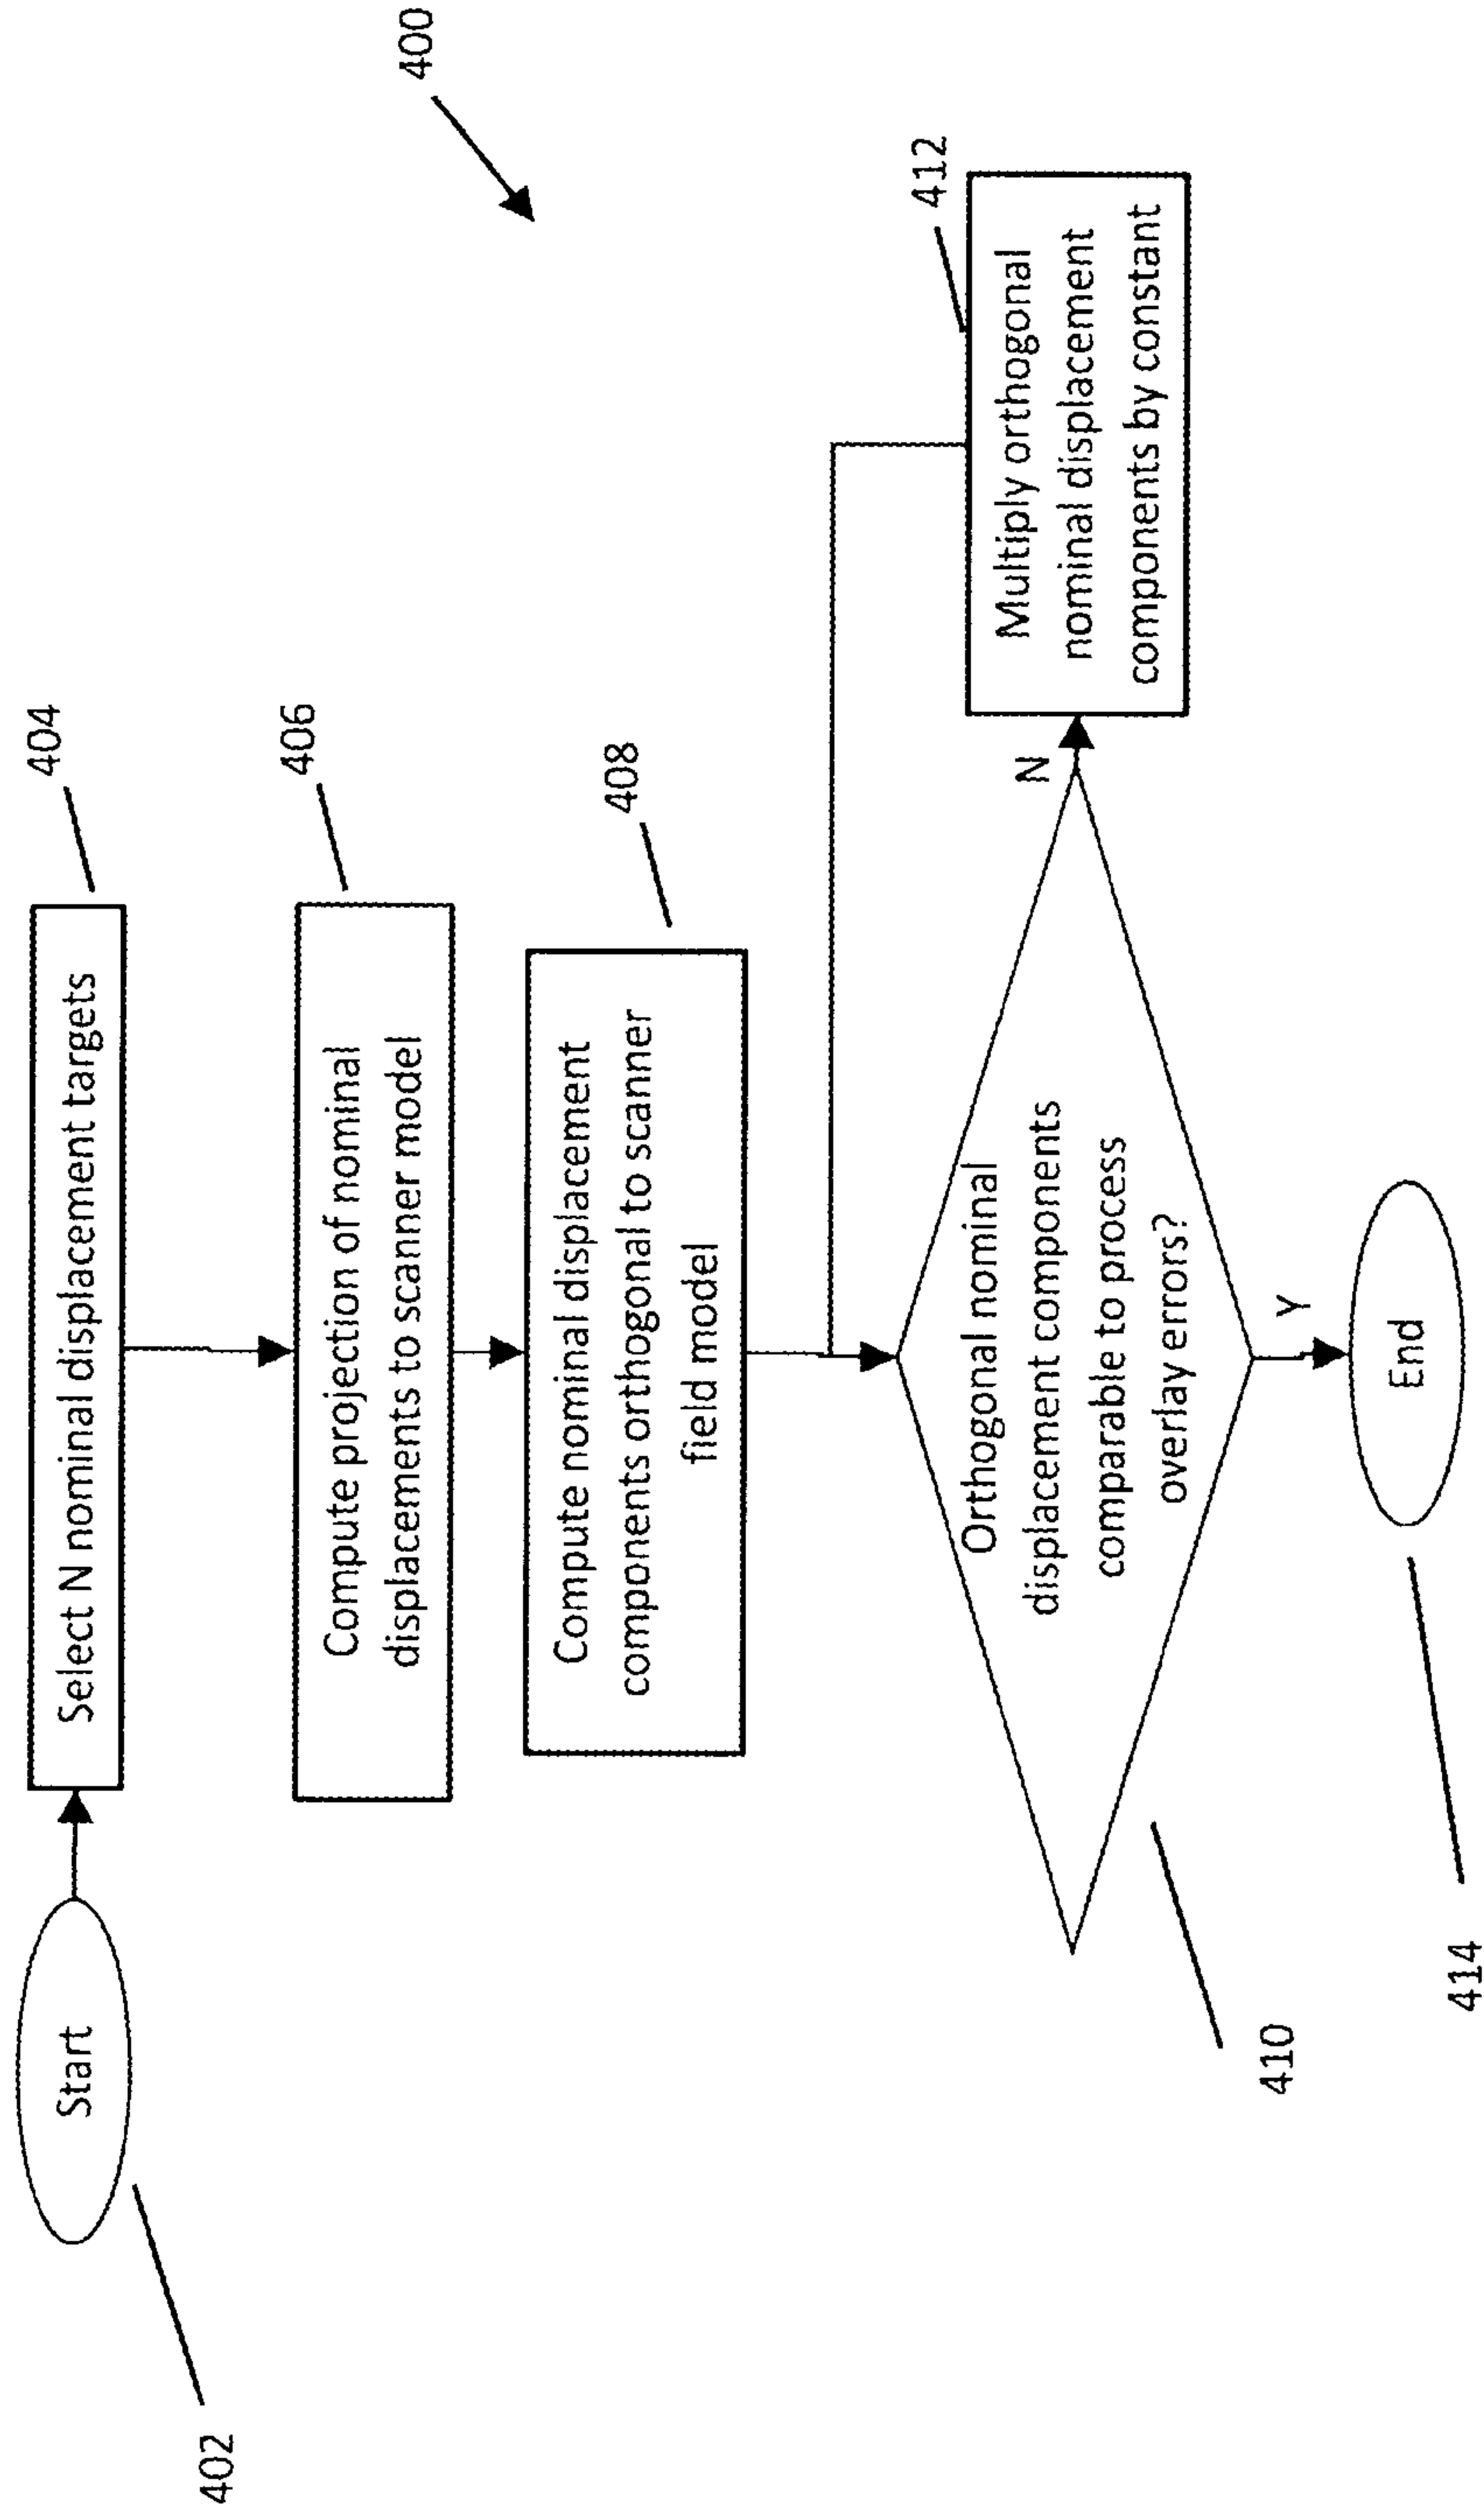 400
402
Start
Select N nominal displacement targets
404
Compute projection of nominal
displacements to scanner model
406
Compute nominal displacement
components orthogonal to scanner
field model
408
Orthogonal nominal
displacement components
comparable to process
overlay errors?
410
N
412
Multiply orthogonal
nominal displacement
components by constant
Y
End
414